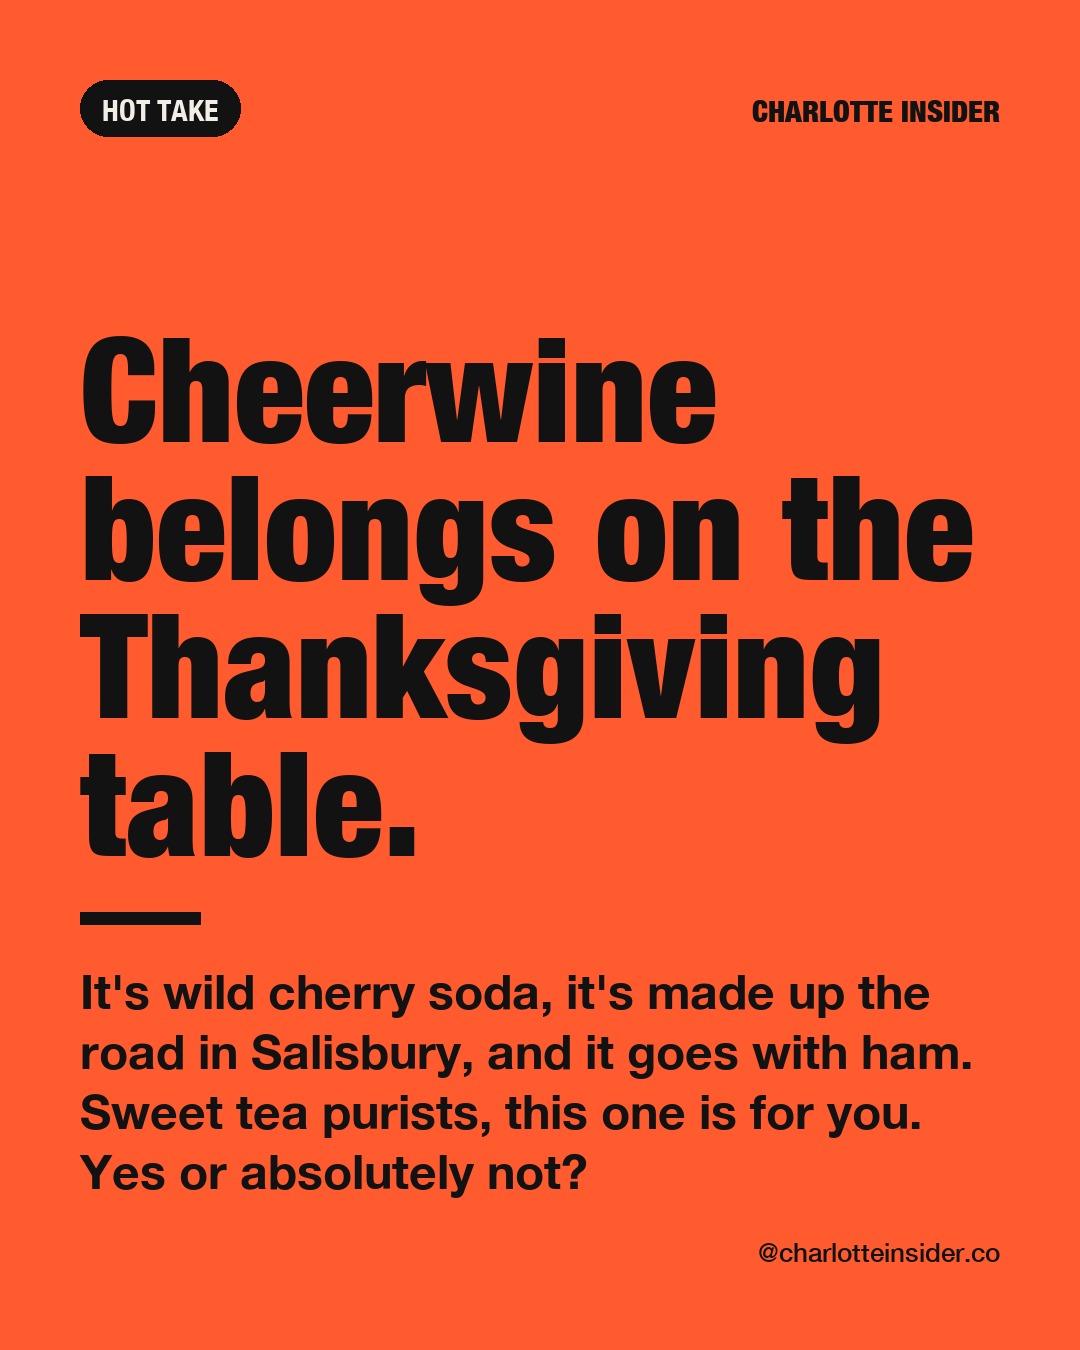 HOT TAKE
CHARLOTTE INSIDER
Cheerwine
belongs on the
Thanksgiving
table.
It's wild cherry soda, it's made up the
road in Salisbury, and it goes with ham.
Sweet tea purists, this one is for you.
Yes or absolutely not?
@charlotteinsider.co